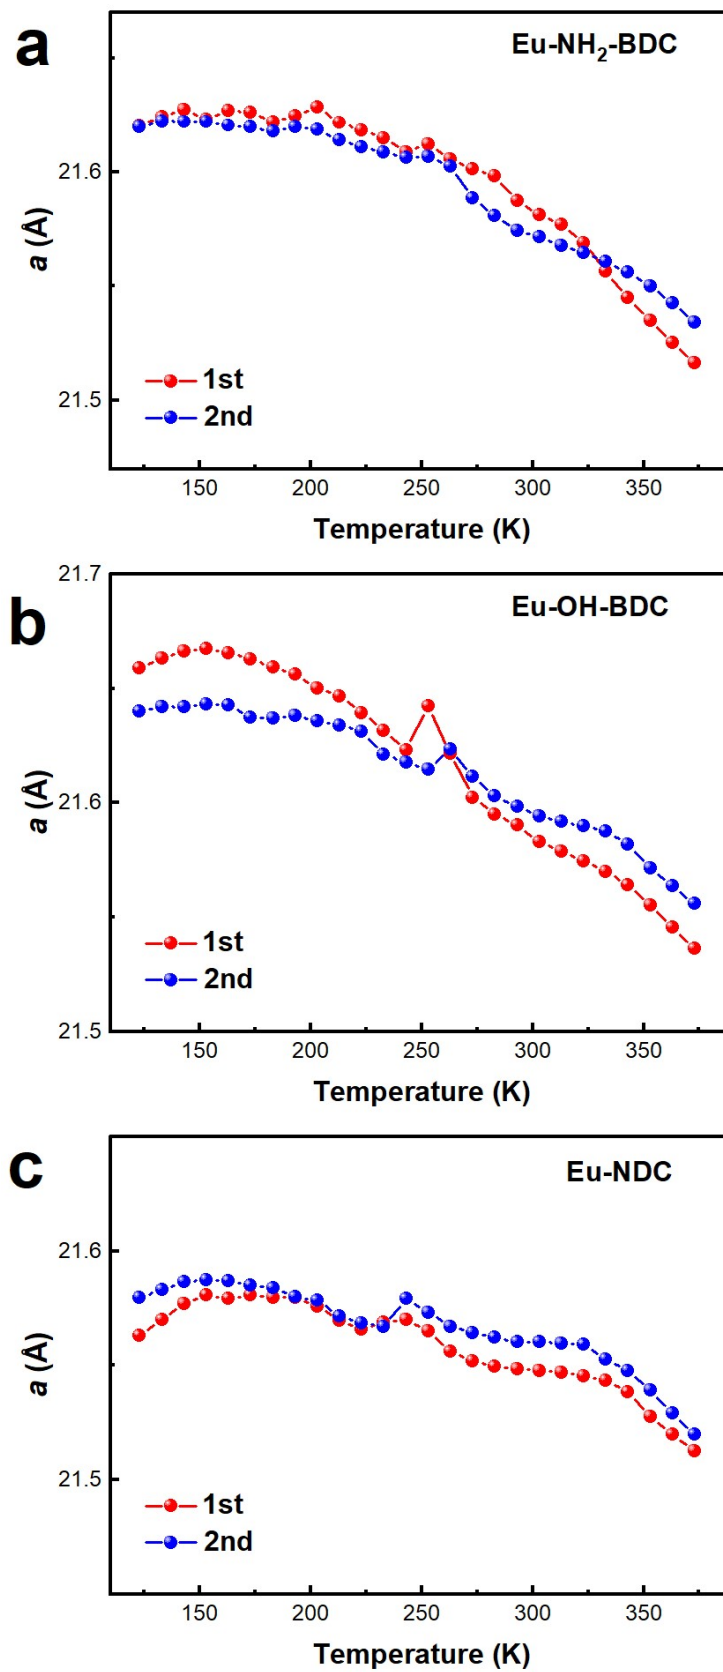 a
Eu-NH₂-BDC
21.6
a (Å)
1st
2nd
21.5
150 200 250 300 350
Temperature (K)
21.7
b
Eu-OH-BDC
21.6
a (Å)
1st
2nd
21.5
150 200 250 300 350
Temperature (K)
c
Eu-NDC
21.6
a (Å)
21.5
1st
2nd
150 200 250 300 350
Temperature (K)